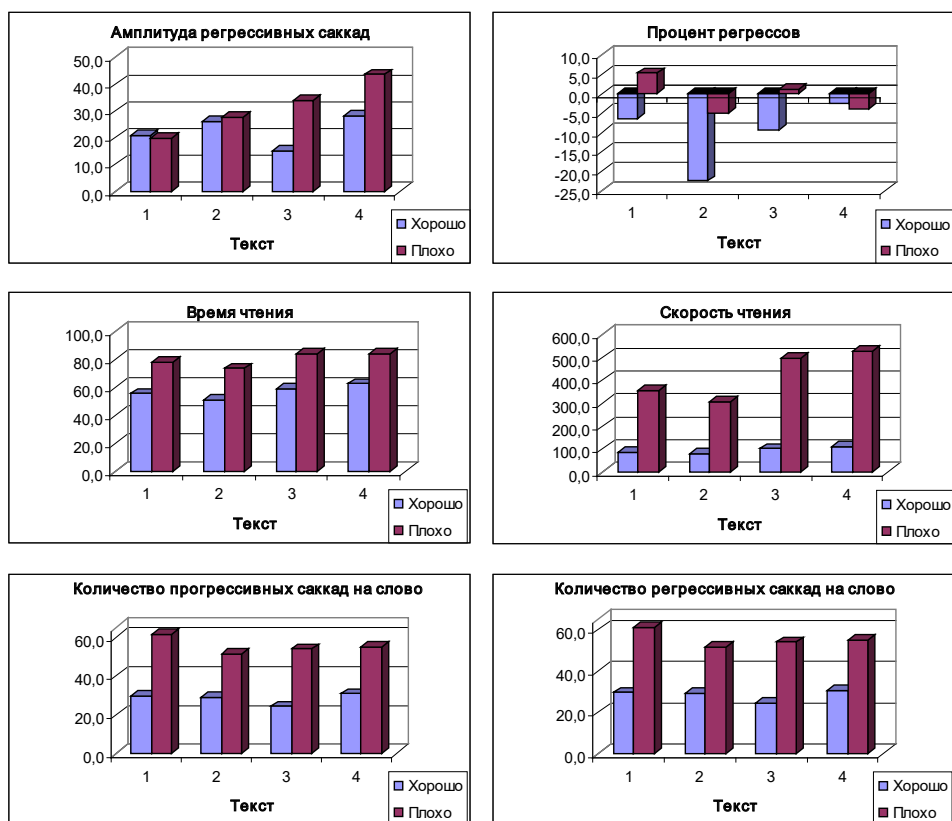 Амплитуда регрессивных саккад
50,0
40,0
30,0
20,0
10,0
0,0
1 2 3 4
Текст
Хорошо
Плохо
Процент регрессов
10,0
5,0
0,0
-5,0
-10,0
-15,0
-20,0
-25,0
1 2 3 4
Текст
Хорошо
Плохо
Время чтения
100,0
80,0
60,0
40,0
20,0
0,0
1 2 3 4
Текст
Хорошо
Плохо
Скорость чтения
600,0
500,0
400,0
300,0
200,0
100,0
0,0
1 2 3 4
Текст
Хорошо
Плохо
Количество прогрессивных саккад на слово
60,0
40,0
20,0
0,0
1 2 3 4
Текст
Хорошо
Плохо
Количество регрессивных саккад на слово
60,0
40,0
20,0
0,0
1 2 3 4
Текст
Хорошо
Плохо